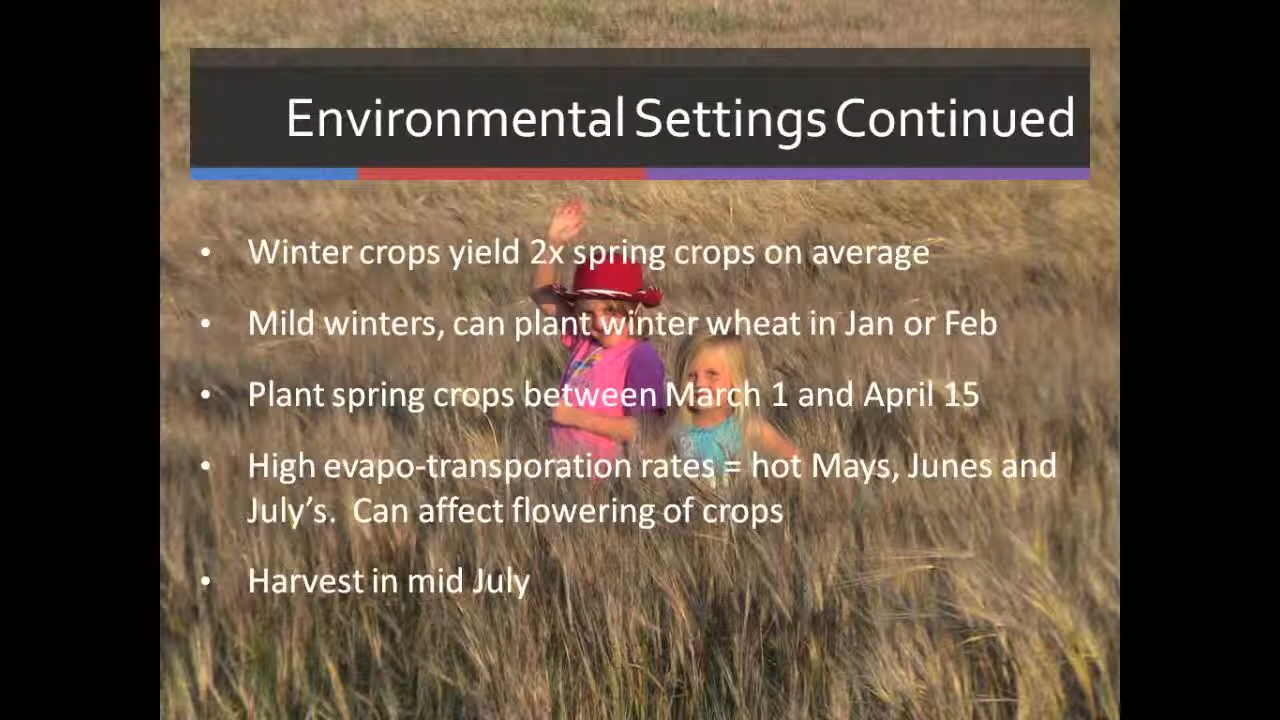 Environmental Settings Continued
• Winter crops yield 2x spring crops on average
• Mild winters, can plant winter wheat in Jan or Feb
• Plant spring crops between March 1 and April 15
• High evapo-transporation rates = hot Mays, Junes and
July’s. Can affect flowering of crops
• Harvest in mid July